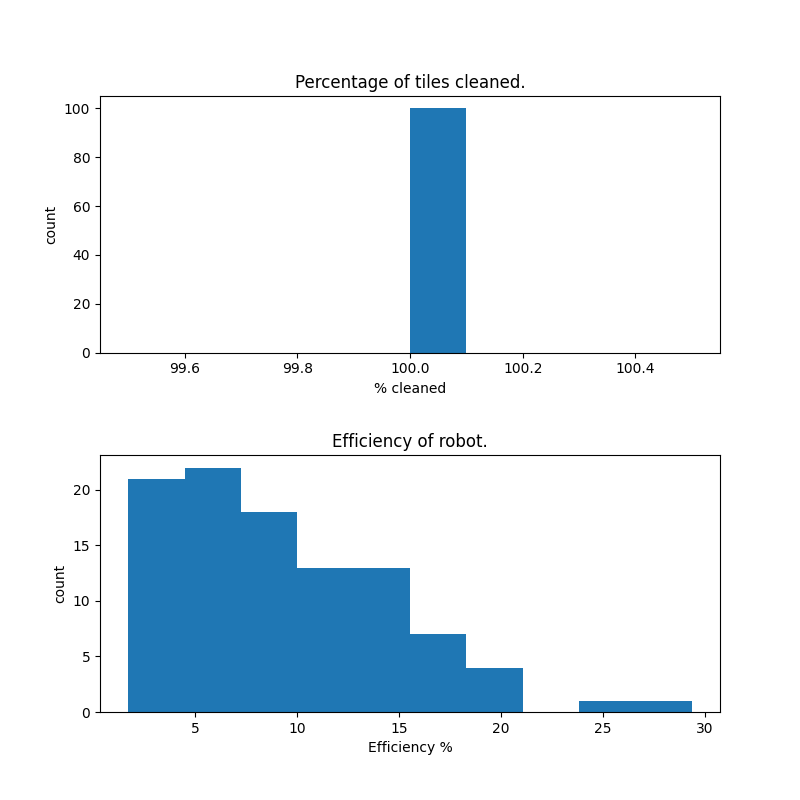 Percentage of tiles cleaned.
100
80
60
40
20
0
count
99.6 99.8 100.0 100.2 100.4
% cleaned
Efficiency of robot.
20
15
10
5
0
count
5 10 15 20 25 30
Efficiency %